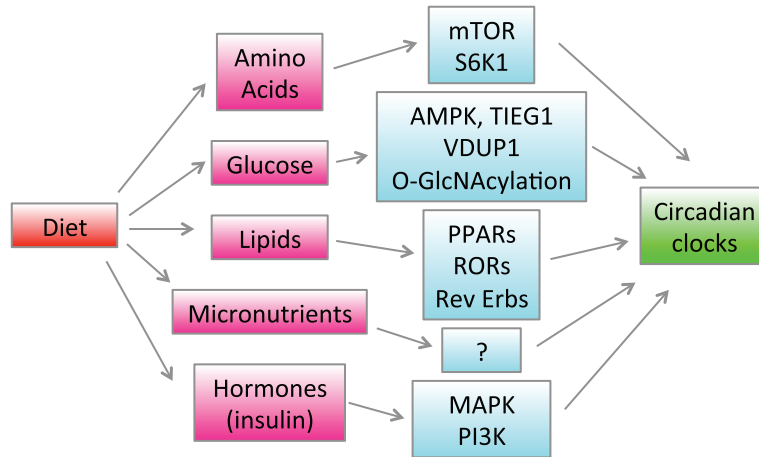 Diet
Amino
Acids
Glucose
Lipids
Micronutrients
Hormones
(insulin)
mTOR
S6K1
AMPK, TIEG1
VDUP1
O-GlcNAcylation
PPARs
RORs
Rev Erbs
?
MAPK
PI3K
Circadian
clocks